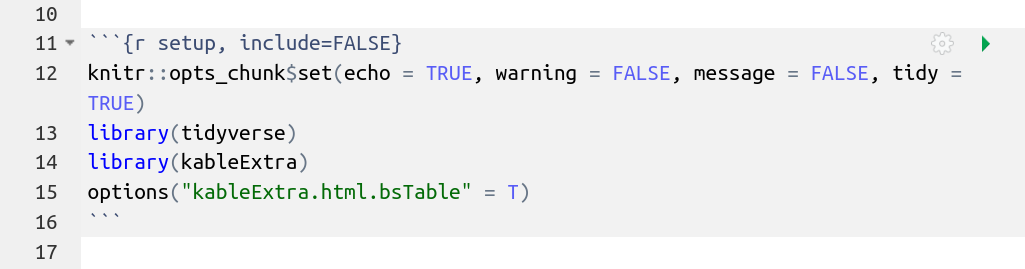 10
11 ```{r setup, include=FALSE}
12 knitr::opts_chunk$set(echo = TRUE, warning = FALSE, message = FALSE, tidy =
TRUE)
13 library(tidyverse)
14 library(kableExtra)
15 options("kableExtra.html.bsTable" = T)
16 ```
17